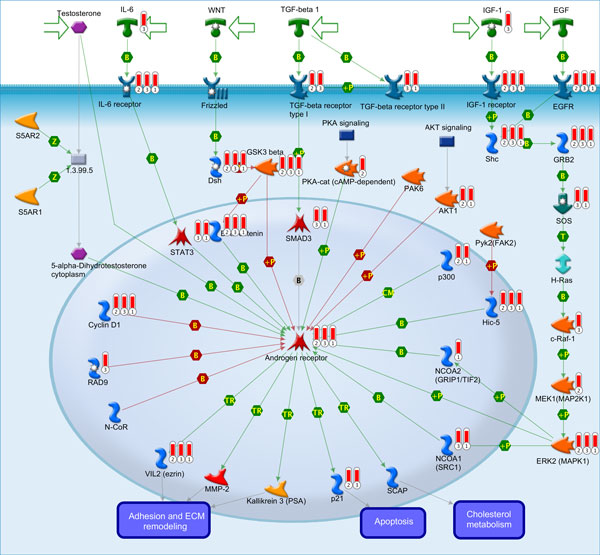 Testosterone
IL-6
WNT
TGF-beta 1
IGF-1
EGF
IL-6 receptor
Frizzled
TGF-beta receptor
type I
TGF-beta receptor type II
IGF-1 receptor
EGFR
S5AR2
1.3.99.5
S5AR1
Dsh
GSK3 beta
PKA signaling
PKA-cat (cAMP-dependent)
AKT signaling
PAK6
AKT1
Shc
GRB2
SOS
H-Ras
c-Raf-1
MEK1(MAP2K1)
ERK2 (MAPK1)
Pyk2(FAK2)
STAT3
SMAD3
p300
Hic-5
5-alpha-Dihydrotestosterone
cytoplasm
Cyclin D1
RAD9
N-CoR
Androgen receptor
NCOA2
(GRIP1/TIF2)
NCOA1
(SRC1)
VIL2 (ezrin)
MMP-2
Kallikrein 3 (PSA)
p21
SCAP
Adhesion and ECM
remodeling
Apoptosis
Cholesterol
metabolism